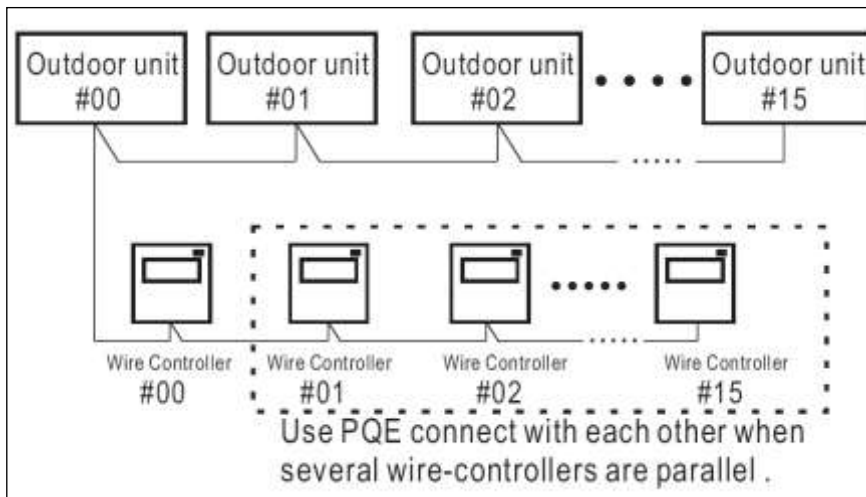 Outdoor unit
#00
Outdoor unit
#01
Outdoor unit
#02
Outdoor unit
#15
Wire Controller
#00
Wire Controller
#01
Wire Controller
#02
Wire Controller
#15
Use PQE connect with each other when
several wire-controllers are parallel .